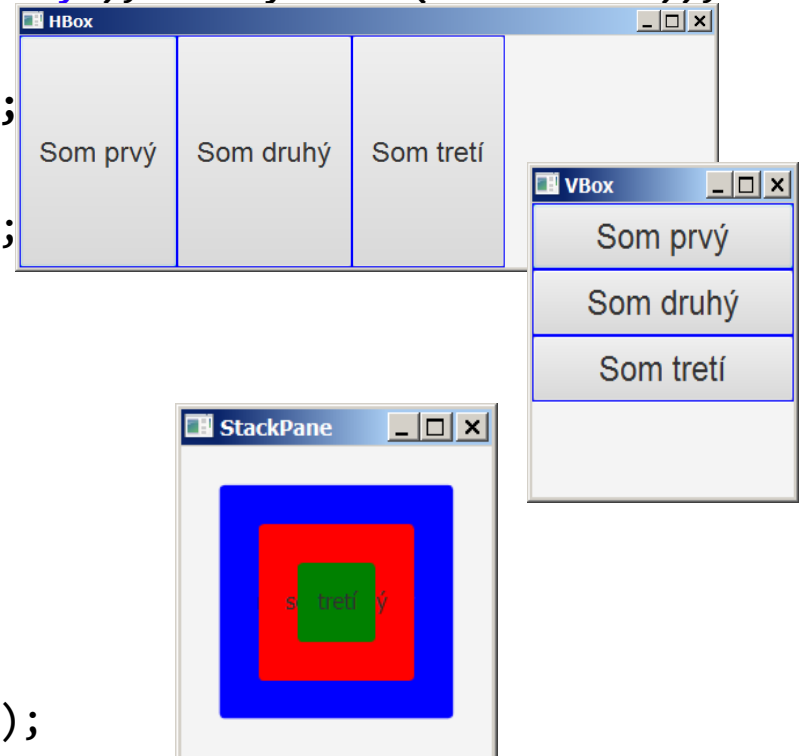 HBox
;
Som prvý Som druhý Som tretí
VBox
;
Som prvý
Som druhý
Som tretí
StackPane
s tretí ý
);